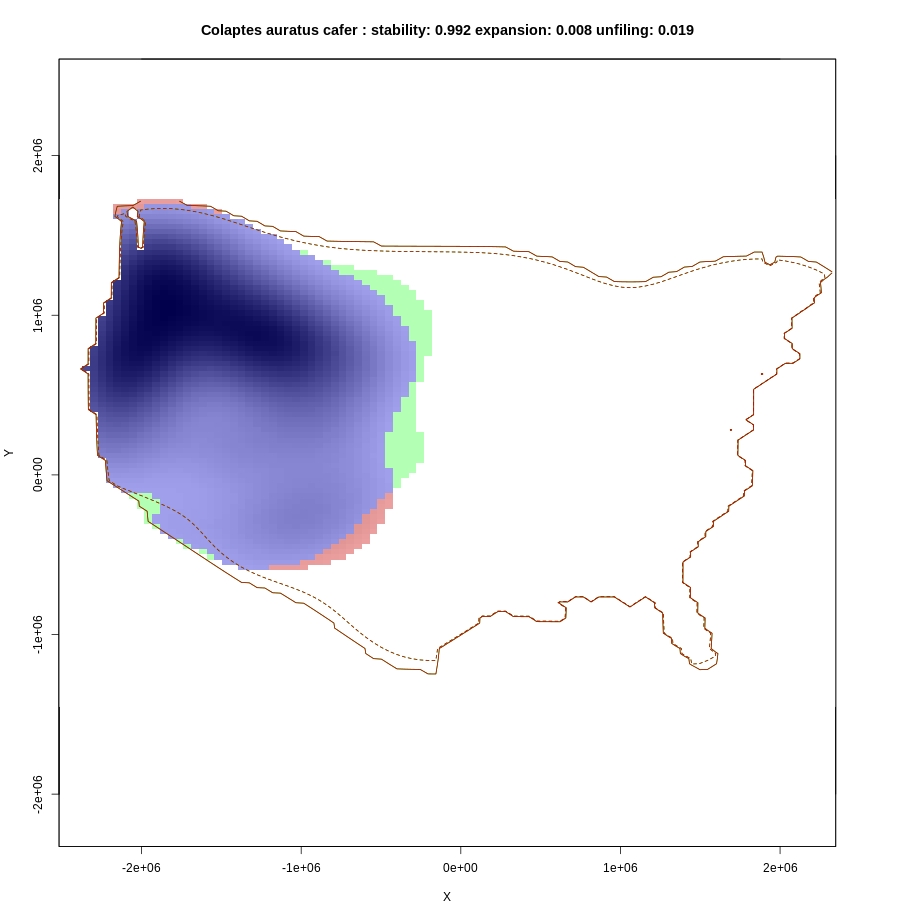 Colaptes auratus cafer : stability: 0.992 expansion: 0.008 unfiling: 0.019
2e+06
1e+06
Y
0e+00
-1e+06
-2e+06
-2e+06 -1e+06 0e+00 1e+06 2e+06
X